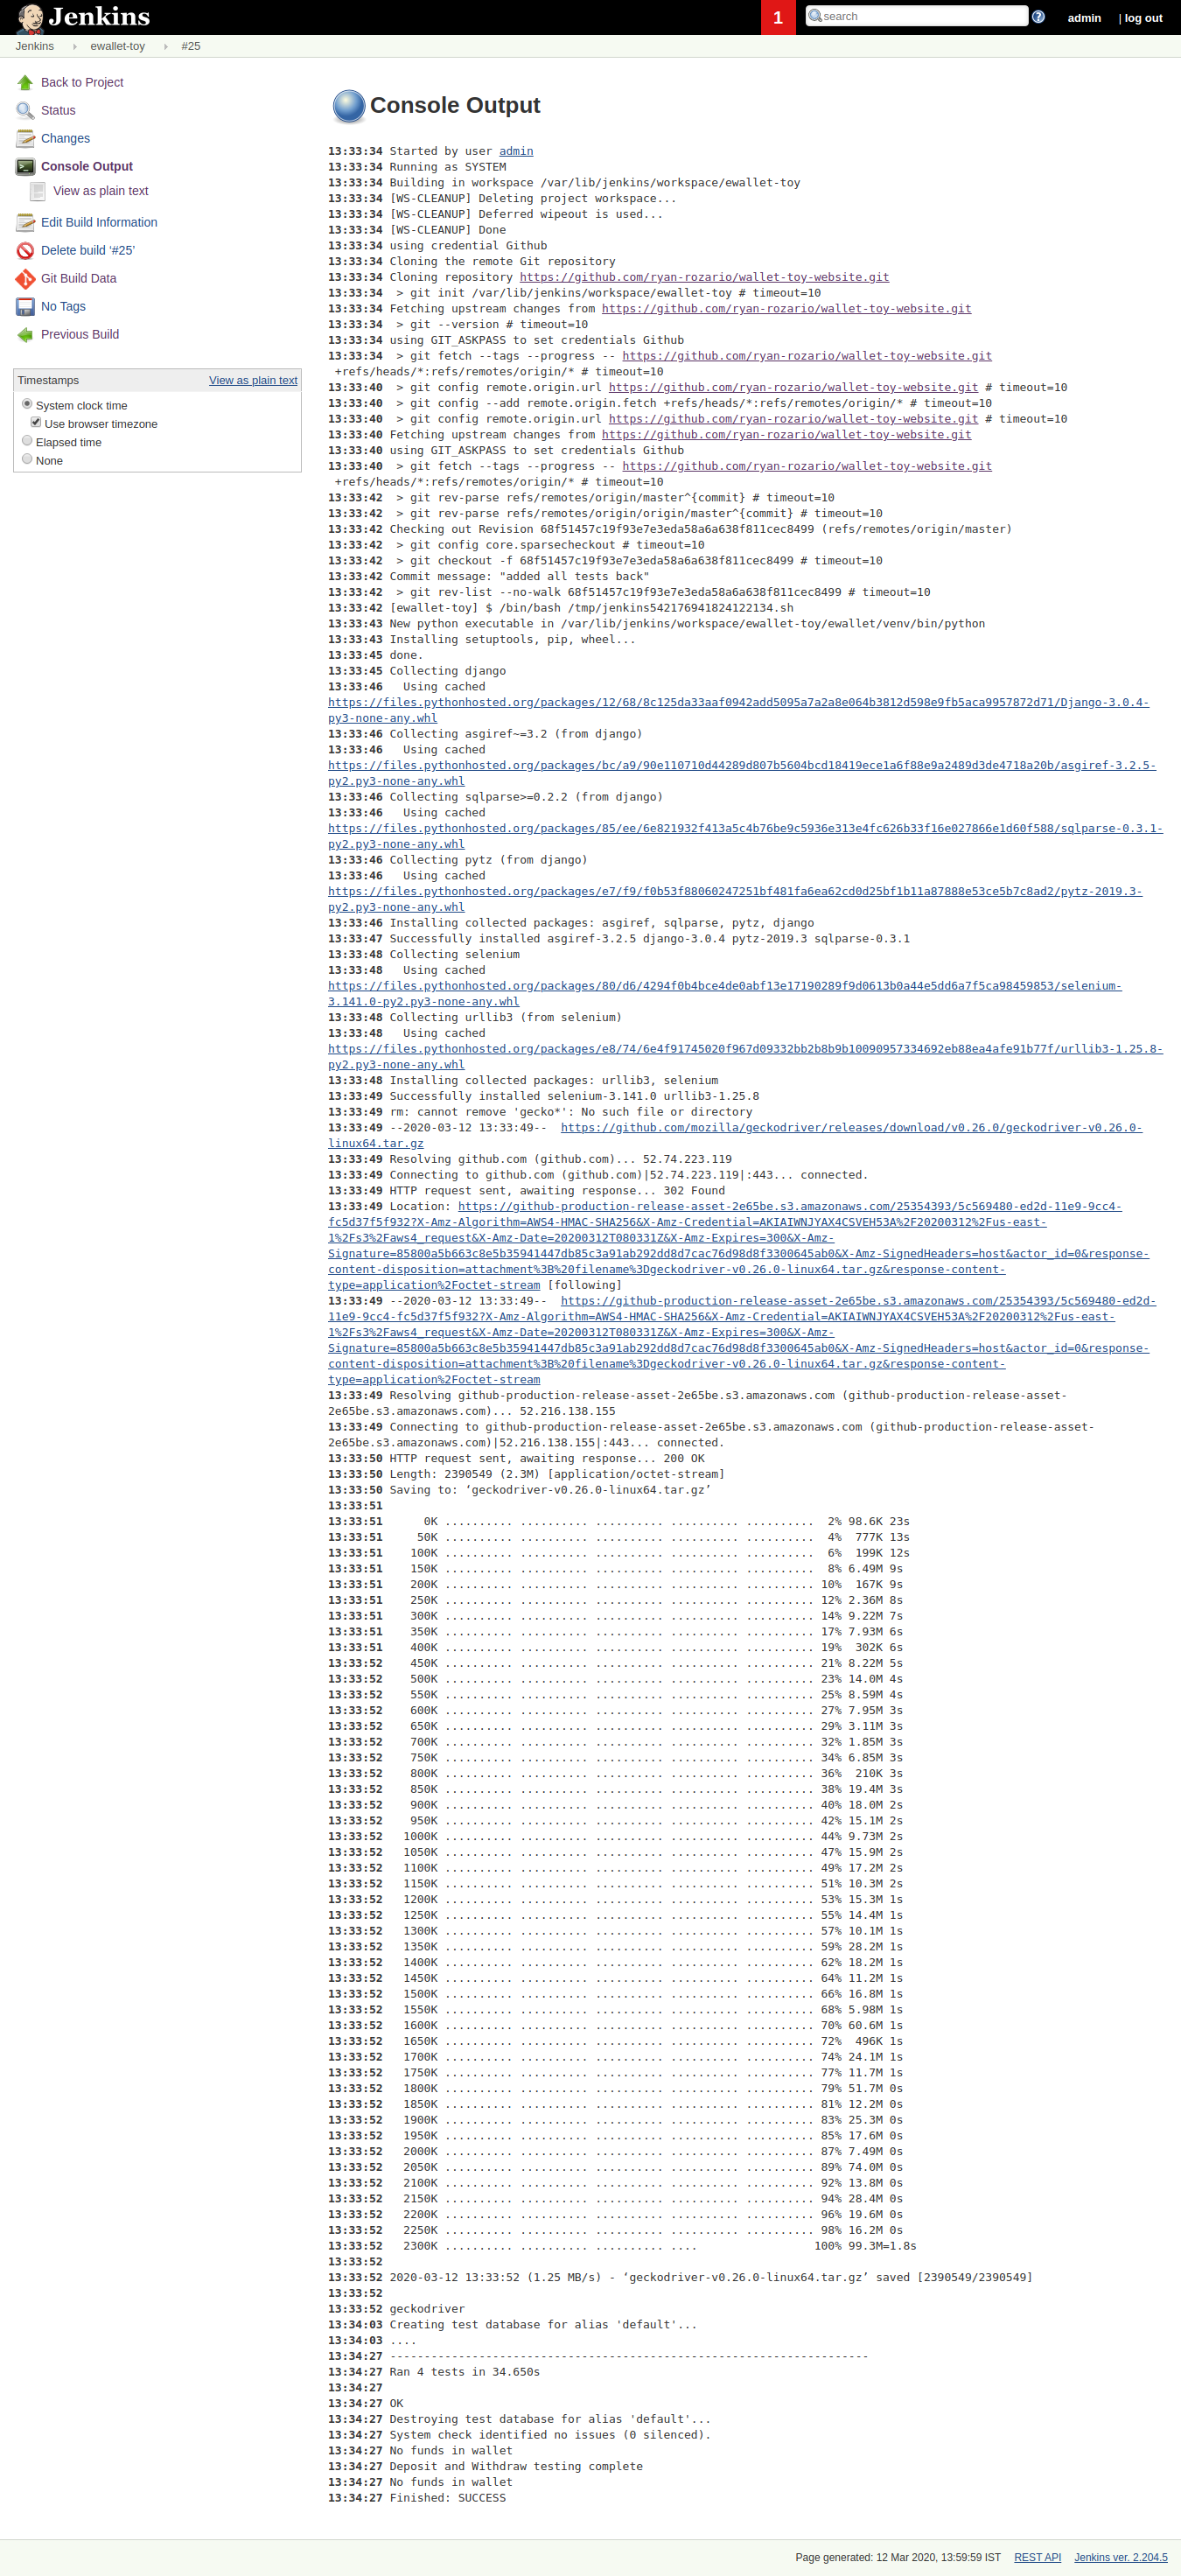 Jenkins
1
search
admin
| log out
Jenkins
ewallet-toy
#25
Back to Project
Status
Changes
Console Output
View as plain text
Edit Build Information
Delete build ‘#25’
Git Build Data
No Tags
Previous Build
Timestamps View as plain text
System clock time
Use browser timezone
Elapsed time
None
Console Output
13:33:34 Started by user admin
13:33:34 Running as SYSTEM
13:33:34 Building in workspace /var/lib/jenkins/workspace/ewallet-toy
13:33:34 [WS-CLEANUP] Deleting project workspace...
13:33:34 [WS-CLEANUP] Deferred wipeout is used...
13:33:34 [WS-CLEANUP] Done
13:33:34 using credential Github
13:33:34 Cloning the remote Git repository
13:33:34 Cloning repository https://github.com/ryan-rozario/wallet-toy-website.git
13:33:34  > git init /var/lib/jenkins/workspace/ewallet-toy # timeout=10
13:33:34 Fetching upstream changes from https://github.com/ryan-rozario/wallet-toy-website.git
13:33:34  > git --version # timeout=10
13:33:34 using GIT_ASKPASS to set credentials Github
13:33:34  > git fetch --tags --progress -- https://github.com/ryan-rozario/wallet-toy-website.git
+refs/heads/*:refs/remotes/origin/* # timeout=10
13:33:40  > git config remote.origin.url https://github.com/ryan-rozario/wallet-toy-website.git # timeout=10
13:33:40  > git config --add remote.origin.fetch +refs/heads/*:refs/remotes/origin/* # timeout=10
13:33:40  > git config remote.origin.url https://github.com/ryan-rozario/wallet-toy-website.git # timeout=10
13:33:40 Fetching upstream changes from https://github.com/ryan-rozario/wallet-toy-website.git
13:33:40 using GIT_ASKPASS to set credentials Github
13:33:40  > git fetch --tags --progress -- https://github.com/ryan-rozario/wallet-toy-website.git
+refs/heads/*:refs/remotes/origin/* # timeout=10
13:33:42  > git rev-parse refs/remotes/origin/master^{commit} # timeout=10
13:33:42  > git rev-parse refs/remotes/origin/origin/master^{commit} # timeout=10
13:33:42 Checking out Revision 68f51457c19f93e7e3eda58a6a638f811cec8499 (refs/remotes/origin/master)
13:33:42  > git config core.sparsecheckout # timeout=10
13:33:42  > git checkout -f 68f51457c19f93e7e3eda58a6a638f811cec8499 # timeout=10
13:33:42 Commit message: "added all tests back"
13:33:42  > git rev-list --no-walk 68f51457c19f93e7e3eda58a6a638f811cec8499 # timeout=10
13:33:42 [ewallet-toy] $ /bin/bash /tmp/jenkins542176941824122134.sh
13:33:43 New python executable in /var/lib/jenkins/workspace/ewallet-toy/ewallet/venv/bin/python
13:33:43 Installing setuptools, pip, wheel...
13:33:45 done.
13:33:45 Collecting django
13:33:46   Using cached
https://files.pythonhosted.org/packages/12/68/8c125da33aaf0942add5095a7a2a8e064b3812d598e9fb5aca9957872d71/Django-3.0.4-
py3-none-any.whl
13:33:46 Collecting asgiref~=3.2 (from django)
13:33:46   Using cached
https://files.pythonhosted.org/packages/bc/a9/90e110710d44289d807b5604bcd18419ece1a6f88e9a2489d3de4718a20b/asgiref-3.2.5-
py2.py3-none-any.whl
13:33:46 Collecting sqlparse>=0.2.2 (from django)
13:33:46   Using cached
https://files.pythonhosted.org/packages/85/ee/6e821932f413a5c4b76be9c5936e313e4fc626b33f16e027866e1d60f588/sqlparse-0.3.1-
py2.py3-none-any.whl
13:33:46 Collecting pytz (from django)
13:33:46   Using cached
https://files.pythonhosted.org/packages/e7/f9/f0b53f88060247251bf481fa6ea62cd0d25bf1b11a87888e53ce5b7c8ad2/pytz-2019.3-
py2.py3-none-any.whl
13:33:46 Installing collected packages: asgiref, sqlparse, pytz, django
13:33:47 Successfully installed asgiref-3.2.5 django-3.0.4 pytz-2019.3 sqlparse-0.3.1
13:33:48 Collecting selenium
13:33:48   Using cached
https://files.pythonhosted.org/packages/80/d6/4294f0b4bce4de0abf13e17190289f9d0613b0a44e5dd6a7f5ca98459853/selenium-
3.141.0-py2.py3-none-any.whl
13:33:48 Collecting urllib3 (from selenium)
13:33:48   Using cached
https://files.pythonhosted.org/packages/e8/74/6e4f91745020f967d09332bb2b8b9b10090957334692eb88ea4afe91b77f/urllib3-1.25.8-
py2.py3-none-any.whl
13:33:48 Installing collected packages: urllib3, selenium
13:33:49 Successfully installed selenium-3.141.0 urllib3-1.25.8
13:33:49 rm: cannot remove 'gecko*': No such file or directory
13:33:49 --2020-03-12 13:33:49--  https://github.com/mozilla/geckodriver/releases/download/v0.26.0/geckodriver-v0.26.0-
linux64.tar.gz
13:33:49 Resolving github.com (github.com)... 52.74.223.119
13:33:49 Connecting to github.com (github.com)|52.74.223.119|:443... connected.
13:33:49 HTTP request sent, awaiting response... 302 Found
13:33:49 Location: https://github-production-release-asset-2e65be.s3.amazonaws.com/25354393/5c569480-ed2d-11e9-9cc4-
fc5d37f5f932?X-Amz-Algorithm=AWS4-HMAC-SHA256&X-Amz-Credential=AKIAIWNJYAX4CSVEH53A%2F20200312%2Fus-east-
1%2Fs3%2Faws4_request&X-Amz-Date=20200312T080331Z&X-Amz-Expires=300&X-Amz-
Signature=85800a5b663c8e5b35941447db85c3a91ab292dd8d7cac76d98d8f3300645ab0&X-Amz-SignedHeaders=host&actor_id=0&response-
content-disposition=attachment%3B%20filename%3Dgeckodriver-v0.26.0-linux64.tar.gz&response-content-
type=application%2Foctet-stream [following]
13:33:49 --2020-03-12 13:33:49--  https://github-production-release-asset-2e65be.s3.amazonaws.com/25354393/5c569480-ed2d-
11e9-9cc4-fc5d37f5f932?X-Amz-Algorithm=AWS4-HMAC-SHA256&X-Amz-Credential=AKIAIWNJYAX4CSVEH53A%2F20200312%2Fus-east-
1%2Fs3%2Faws4_request&X-Amz-Date=20200312T080331Z&X-Amz-Expires=300&X-Amz-
Signature=85800a5b663c8e5b35941447db85c3a91ab292dd8d7cac76d98d8f3300645ab0&X-Amz-SignedHeaders=host&actor_id=0&response-
content-disposition=attachment%3B%20filename%3Dgeckodriver-v0.26.0-linux64.tar.gz&response-content-
type=application%2Foctet-stream
13:33:49 Resolving github-production-release-asset-2e65be.s3.amazonaws.com (github-production-release-asset-
2e65be.s3.amazonaws.com)... 52.216.138.155
13:33:49 Connecting to github-production-release-asset-2e65be.s3.amazonaws.com (github-production-release-asset-
2e65be.s3.amazonaws.com)|52.216.138.155|:443... connected.
13:33:50 HTTP request sent, awaiting response... 200 OK
13:33:50 Length: 2390549 (2.3M) [application/octet-stream]
13:33:50 Saving to: ‘geckodriver-v0.26.0-linux64.tar.gz’
13:33:51
13:33:51      0K .......... .......... .......... .......... ..........  2% 98.6K 23s
13:33:51     50K .......... .......... .......... .......... ..........  4%  777K 13s
13:33:51    100K .......... .......... .......... .......... ..........  6%  199K 12s
13:33:51    150K .......... .......... .......... .......... ..........  8% 6.49M 9s
13:33:51    200K .......... .......... .......... .......... .......... 10%  167K 9s
13:33:51    250K .......... .......... .......... .......... .......... 12% 2.36M 8s
13:33:51    300K .......... .......... .......... .......... .......... 14% 9.22M 7s
13:33:51    350K .......... .......... .......... .......... .......... 17% 7.93M 6s
13:33:51    400K .......... .......... .......... .......... .......... 19%  302K 6s
13:33:52    450K .......... .......... .......... .......... .......... 21% 8.22M 5s
13:33:52    500K .......... .......... .......... .......... .......... 23% 14.0M 4s
13:33:52    550K .......... .......... .......... .......... .......... 25% 8.59M 4s
13:33:52    600K .......... .......... .......... .......... .......... 27% 7.95M 3s
13:33:52    650K .......... .......... .......... .......... .......... 29% 3.11M 3s
13:33:52    700K .......... .......... .......... .......... .......... 32% 1.85M 3s
13:33:52    750K .......... .......... .......... .......... .......... 34% 6.85M 3s
13:33:52    800K .......... .......... .......... .......... .......... 36%  210K 3s
13:33:52    850K .......... .......... .......... .......... .......... 38% 19.4M 3s
13:33:52    900K .......... .......... .......... .......... .......... 40% 18.0M 2s
13:33:52    950K .......... .......... .......... .......... .......... 42% 15.1M 2s
13:33:52   1000K .......... .......... .......... .......... .......... 44% 9.73M 2s
13:33:52   1050K .......... .......... .......... .......... .......... 47% 15.9M 2s
13:33:52   1100K .......... .......... .......... .......... .......... 49% 17.2M 2s
13:33:52   1150K .......... .......... .......... .......... .......... 51% 10.3M 2s
13:33:52   1200K .......... .......... .......... .......... .......... 53% 15.3M 1s
13:33:52   1250K .......... .......... .......... .......... .......... 55% 14.4M 1s
13:33:52   1300K .......... .......... .......... .......... .......... 57% 10.1M 1s
13:33:52   1350K .......... .......... .......... .......... .......... 59% 28.2M 1s
13:33:52   1400K .......... .......... .......... .......... .......... 62% 18.2M 1s
13:33:52   1450K .......... .......... .......... .......... .......... 64% 11.2M 1s
13:33:52   1500K .......... .......... .......... .......... .......... 66% 16.8M 1s
13:33:52   1550K .......... .......... .......... .......... .......... 68% 5.98M 1s
13:33:52   1600K .......... .......... .......... .......... .......... 70% 60.6M 1s
13:33:52   1650K .......... .......... .......... .......... .......... 72%  496K 1s
13:33:52   1700K .......... .......... .......... .......... .......... 74% 24.1M 1s
13:33:52   1750K .......... .......... .......... .......... .......... 77% 11.7M 1s
13:33:52   1800K .......... .......... .......... .......... .......... 79% 51.7M 0s
13:33:52   1850K .......... .......... .......... .......... .......... 81% 12.2M 0s
13:33:52   1900K .......... .......... .......... .......... .......... 83% 25.3M 0s
13:33:52   1950K .......... .......... .......... .......... .......... 85% 17.6M 0s
13:33:52   2000K .......... .......... .......... .......... .......... 87% 7.49M 0s
13:33:52   2050K .......... .......... .......... .......... .......... 89% 74.0M 0s
13:33:52   2100K .......... .......... .......... .......... .......... 92% 13.8M 0s
13:33:52   2150K .......... .......... .......... .......... .......... 94% 28.4M 0s
13:33:52   2200K .......... .......... .......... .......... .......... 96% 19.6M 0s
13:33:52   2250K .......... .......... .......... .......... .......... 98% 16.2M 0s
13:33:52   2300K .......... .......... .......... ....                 100% 99.3M=1.8s
13:33:52
13:33:52 2020-03-12 13:33:52 (1.25 MB/s) - ‘geckodriver-v0.26.0-linux64.tar.gz’ saved [2390549/2390549]
13:33:52
13:33:52 geckodriver
13:34:03 Creating test database for alias 'default'...
13:34:03 ....
13:34:27 ----------------------------------------------------------------------
13:34:27 Ran 4 tests in 34.650s
13:34:27
13:34:27 OK
13:34:27 Destroying test database for alias 'default'...
13:34:27 System check identified no issues (0 silenced).
13:34:27 No funds in wallet
13:34:27 Deposit and Withdraw testing complete
13:34:27 No funds in wallet
13:34:27 Finished: SUCCESS
Page generated: 12 Mar 2020, 13:59:59 IST REST API Jenkins ver. 2.204.5